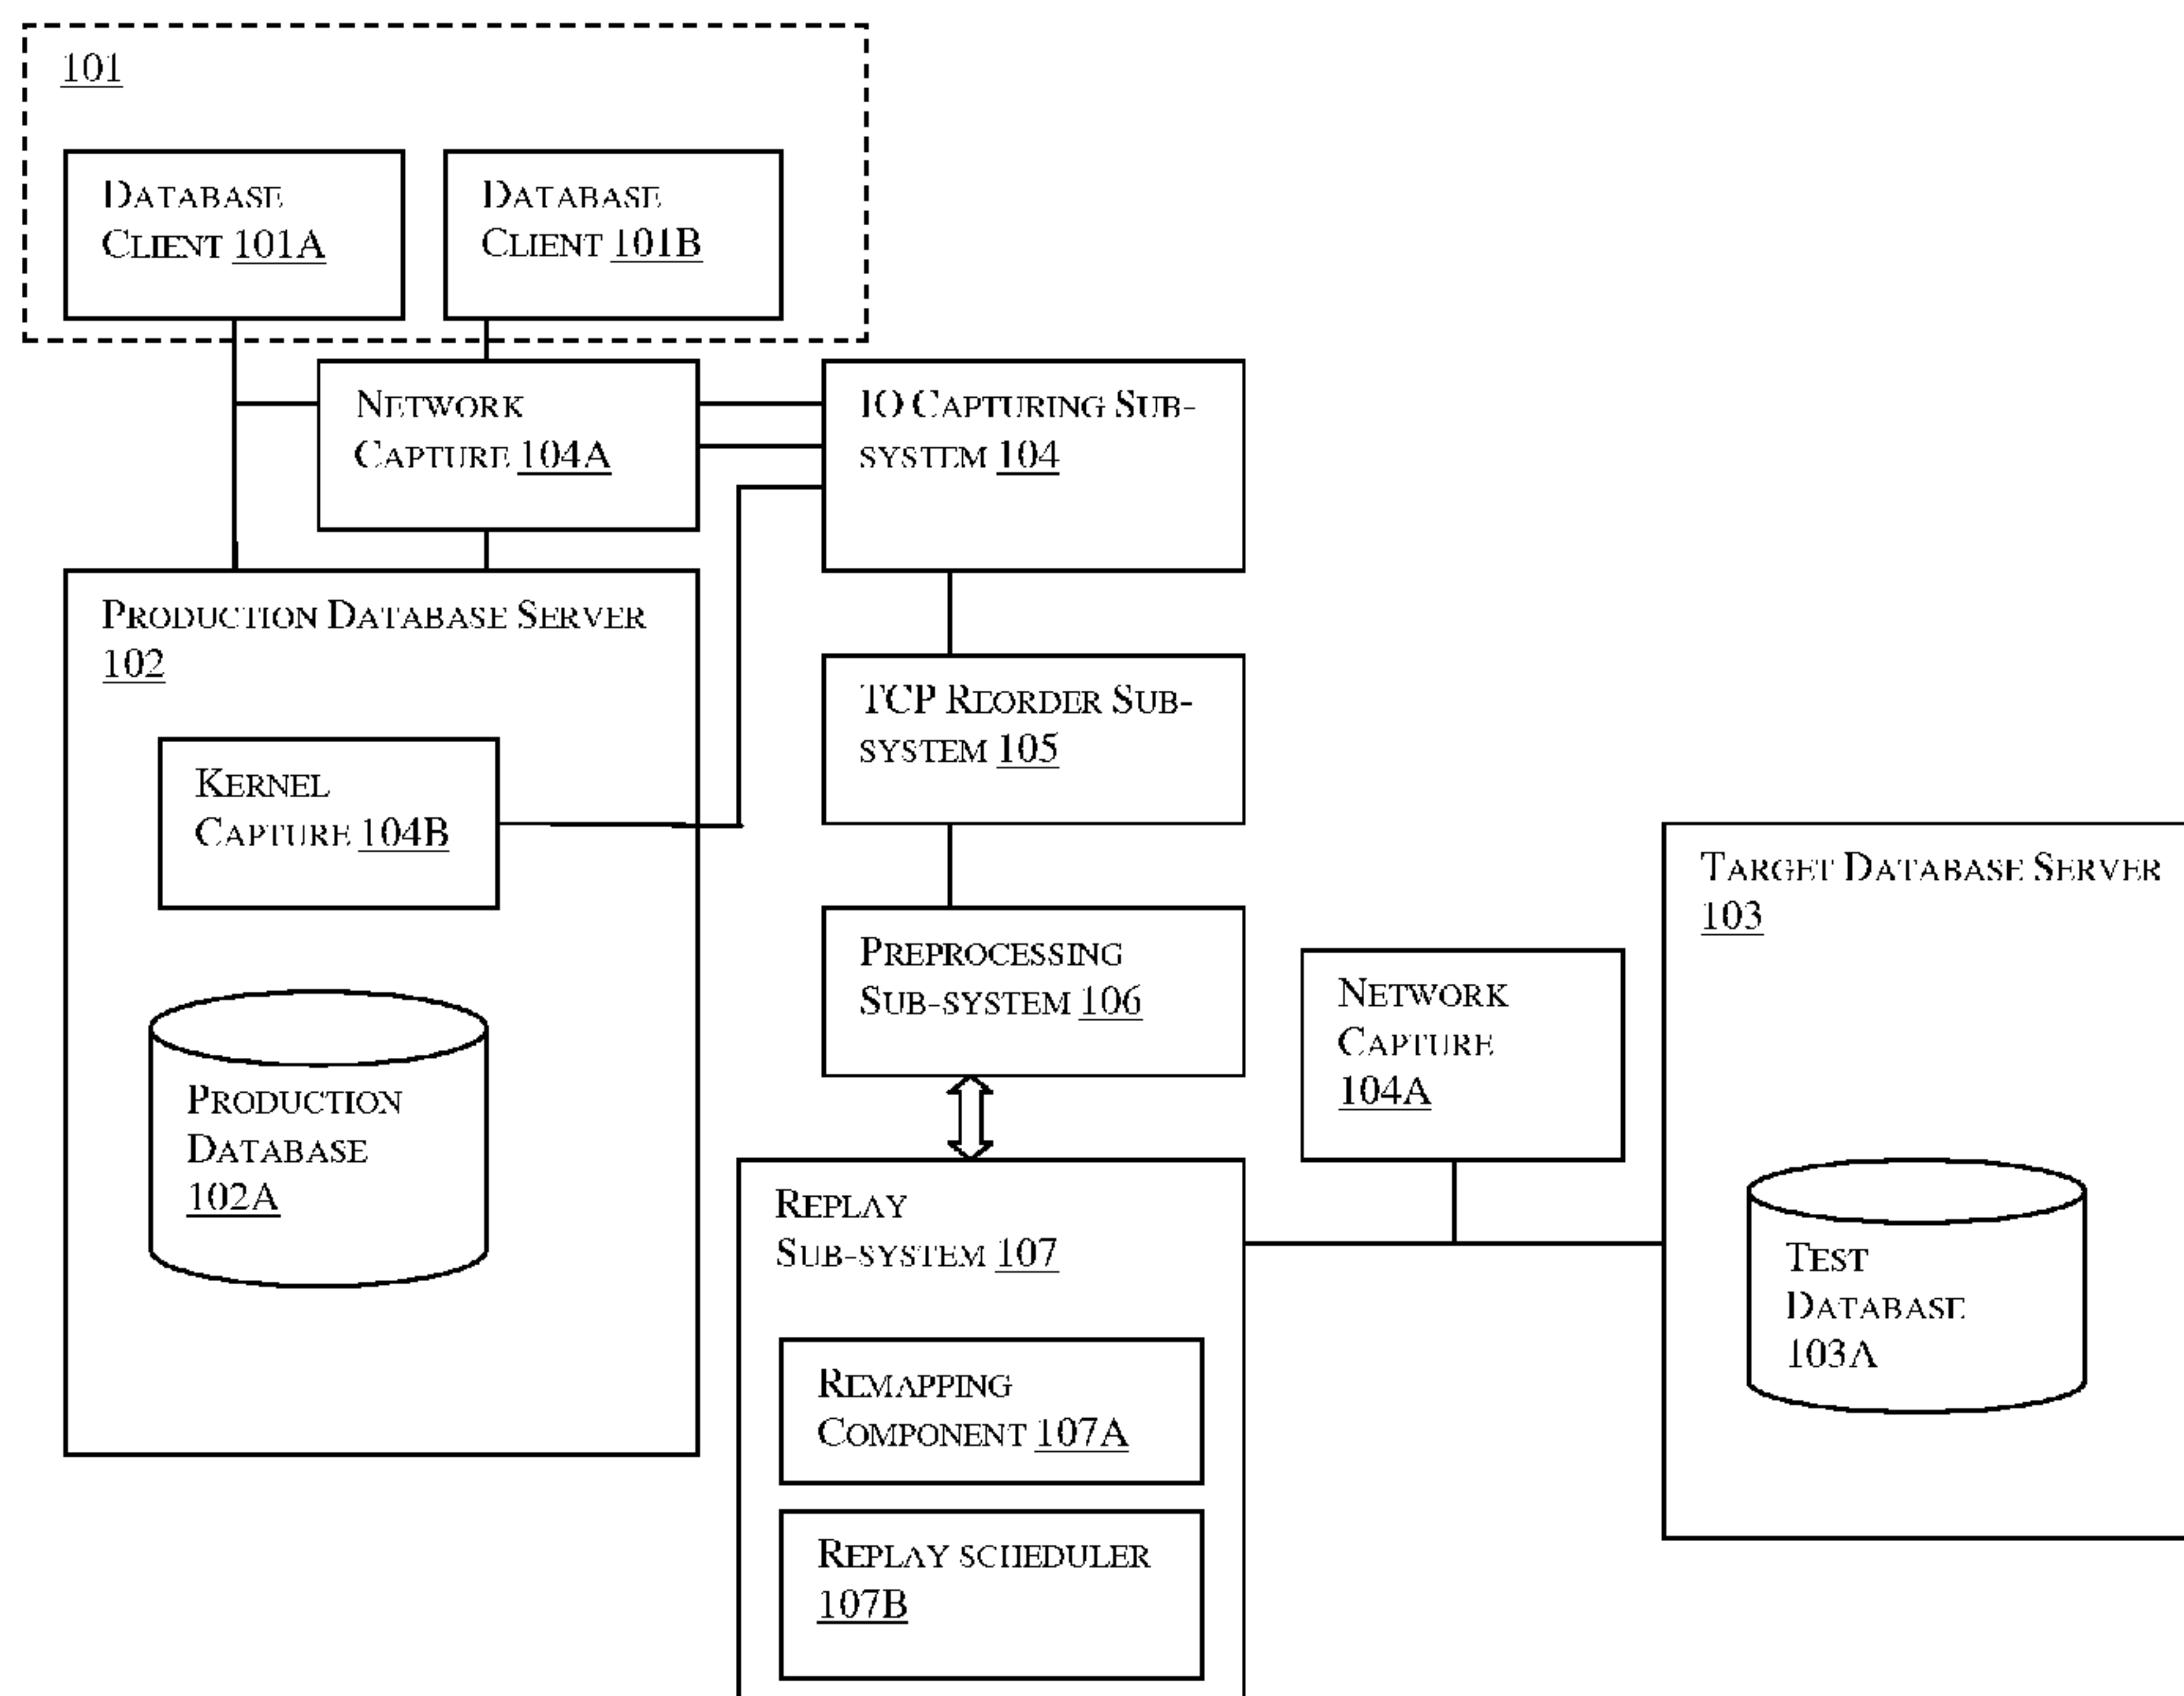 101
DATABASE
CLIENT 101A
DATABASE
CLIENT 101B
NETWORK
CAPTURE 104A
IO CAPTURING SUB-
SYSTEM 104
PRODUCTION DATABASE SERVER
102
TCP REORDER SUB-
SYSTEM 105
KERNEL
CAPTURE 104B
TARGET DATABASE SERVER
103
PREPROCESSING
SUB-SYSTEM 106
NETWORK
CAPTURE
104A
PRODUCTION
DATABASE
102A
REPLAY
SUB-SYSTEM 107
TEST
DATABASE
103A
REMAPPING
COMPONENT 107A
REPLAY SCHEDULER
107B